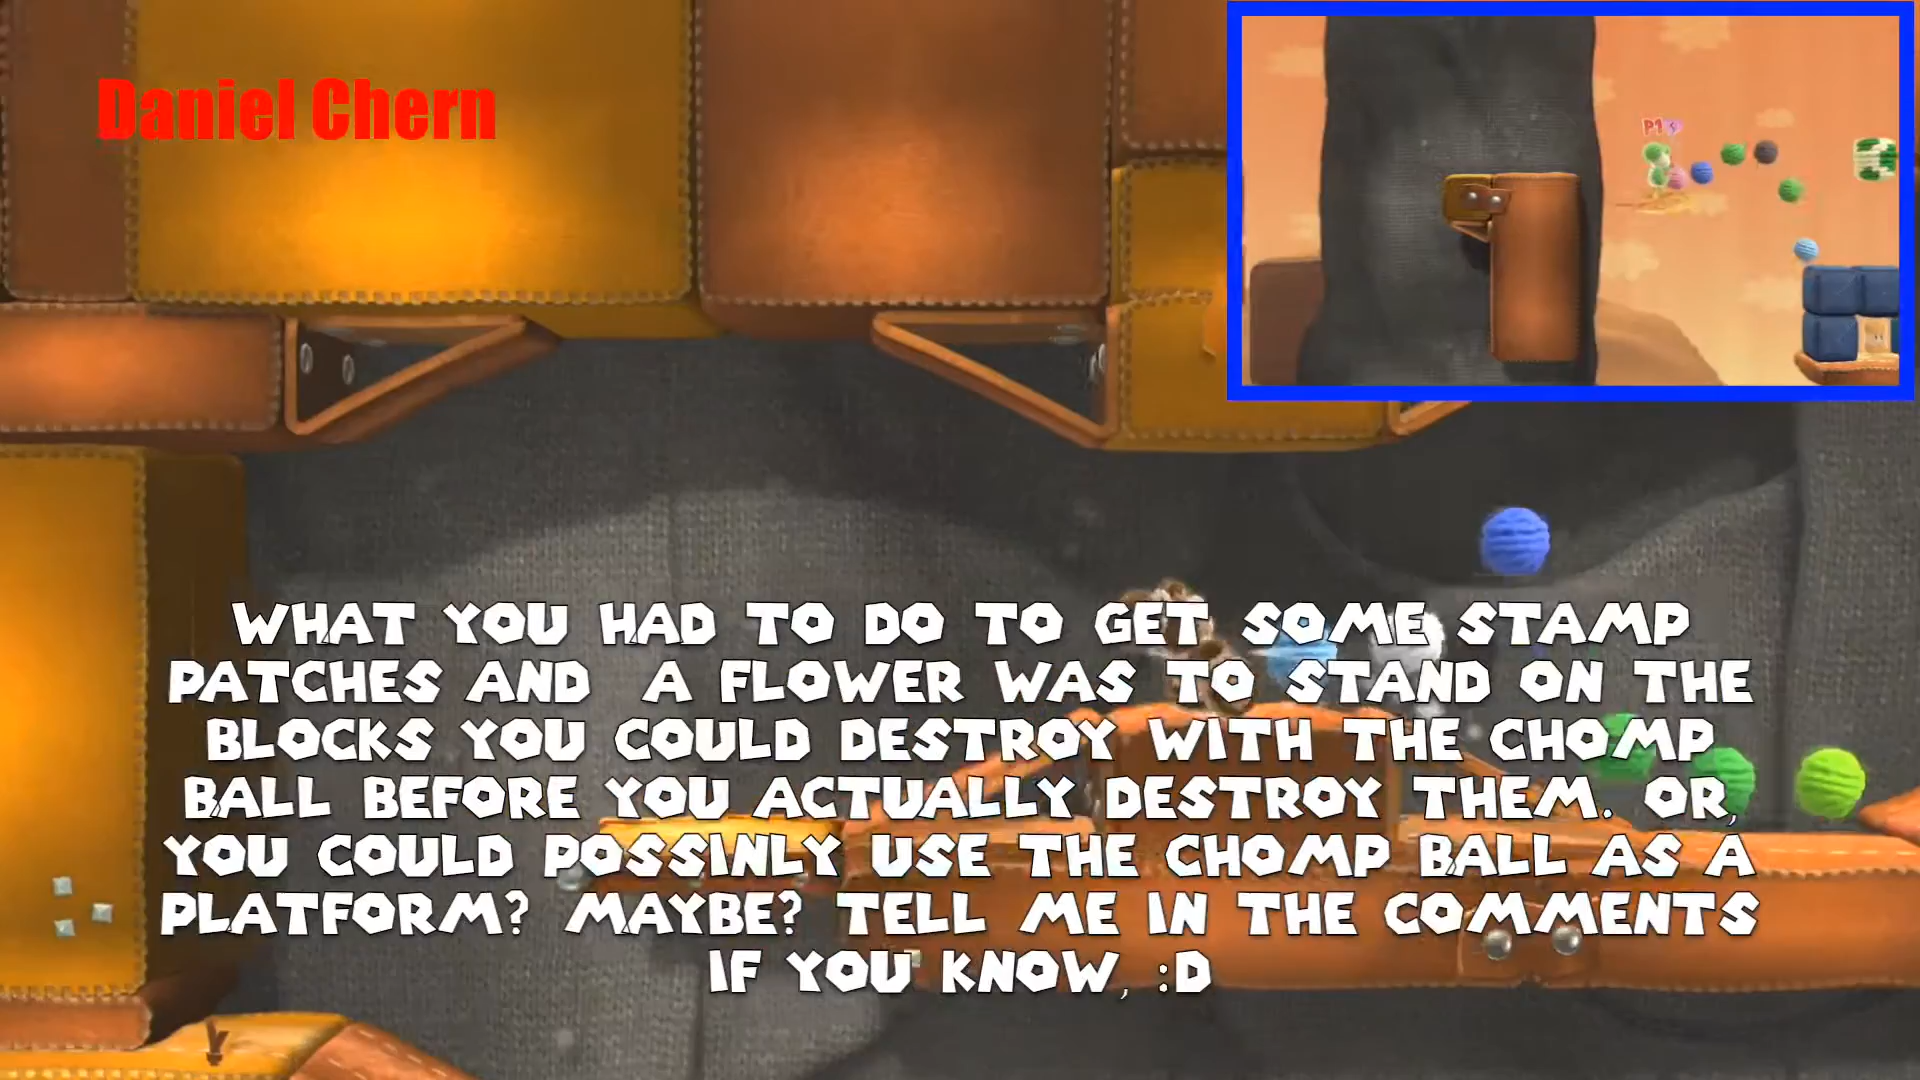 Daniel Chern
P1
WHAT YOU HAD TO DO TO GET SOME STAMP
PATCHES AND A FLOWER WAS TO STAND ON THE
BLOCKS YOU COULD DESTROY WITH THE CHOMP
BALL BEFORE YOU ACTUALLY DESTROY THEM. OR,
YOU COULD POSSINLY USE THE CHOMP BALL AS A
PLATFORM? MAYBE? TELL ME IN THE COMMENTS
IF YOU KNOW, :D